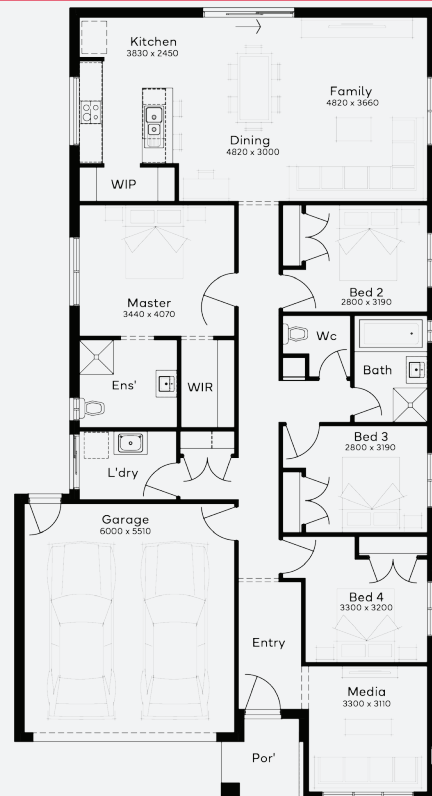 Kitchen
3830 x 2450
Family
4820 x 3660
Dining
4820 x 3000
WIP
Master
3440 x 4070
Bed 2
2800 x 3190
Wc
Bath
Ens'
WIR
Bed 3
2800 x 3190
L'dry
Garage
6000 x 5510
Bed 4
3300 x 3200
Entry
Media
3300 x 3110
Por'